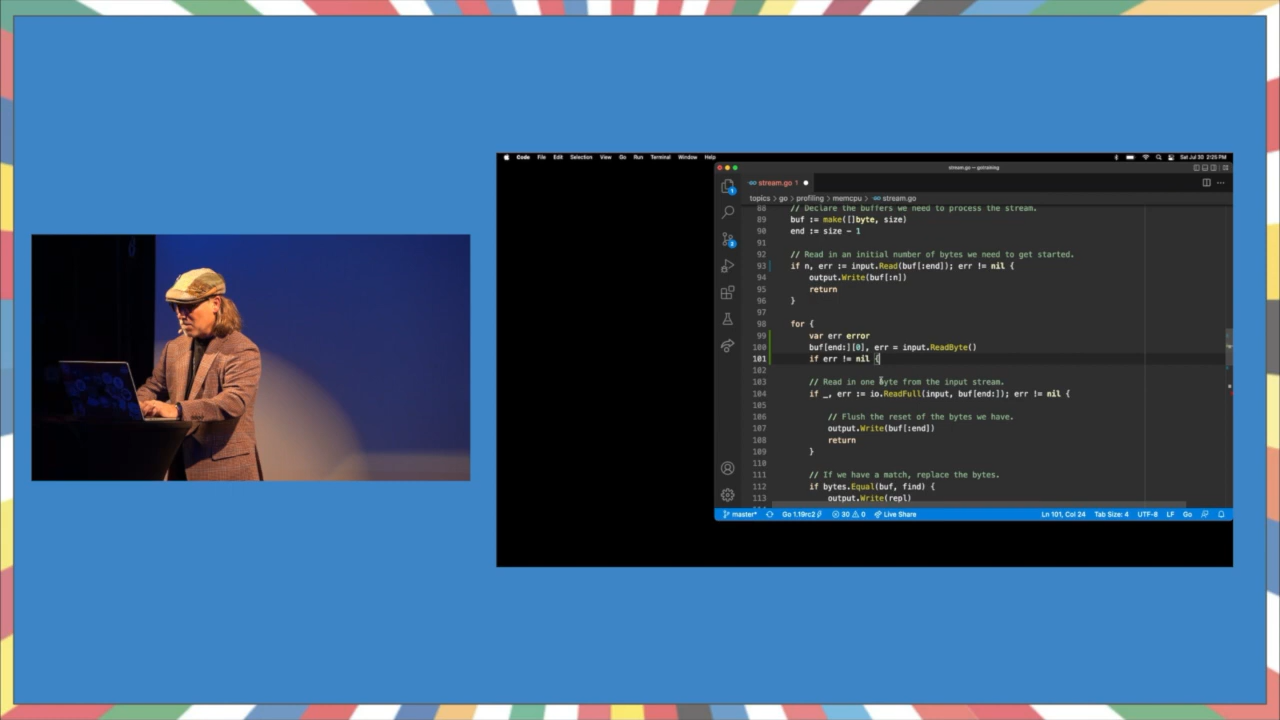 Code File Edit Selection View Go Run Terminal Window Help
Sat Jul 30 2:25 PM
stream.go — gotraining
stream.go 1
topics > go > profiling > memcpu > stream.go
88 // Declare the buffers we need to process the stream.
89 buf := make([]byte, size)
90 end := size - 1
91
92 // Read in an initial number of bytes we need to get started.
93 if n, err := input.Read(buf[:end]); err != nil {
94 output.Write(buf[:n])
95 return
96 }
97
98 for {
99 var err error
100 buf[end:][0], err = input.ReadByte()
101 if err != nil {
102
103 // Read in one byte from the input stream.
104 if _, err := io.ReadFull(input, buf[end:]); err != nil {
105
106 // Flush the reset of the bytes we have.
107 output.Write(buf[:end])
108 return
109 }
110
111 // If we have a match, replace the bytes.
112 if bytes.Equal(buf, find) {
113 output.Write(repl)
master* Go 1.19rc2 30 0 Live Share Ln 101, Col 24 Tab Size: 4 UTF-8 LF Go